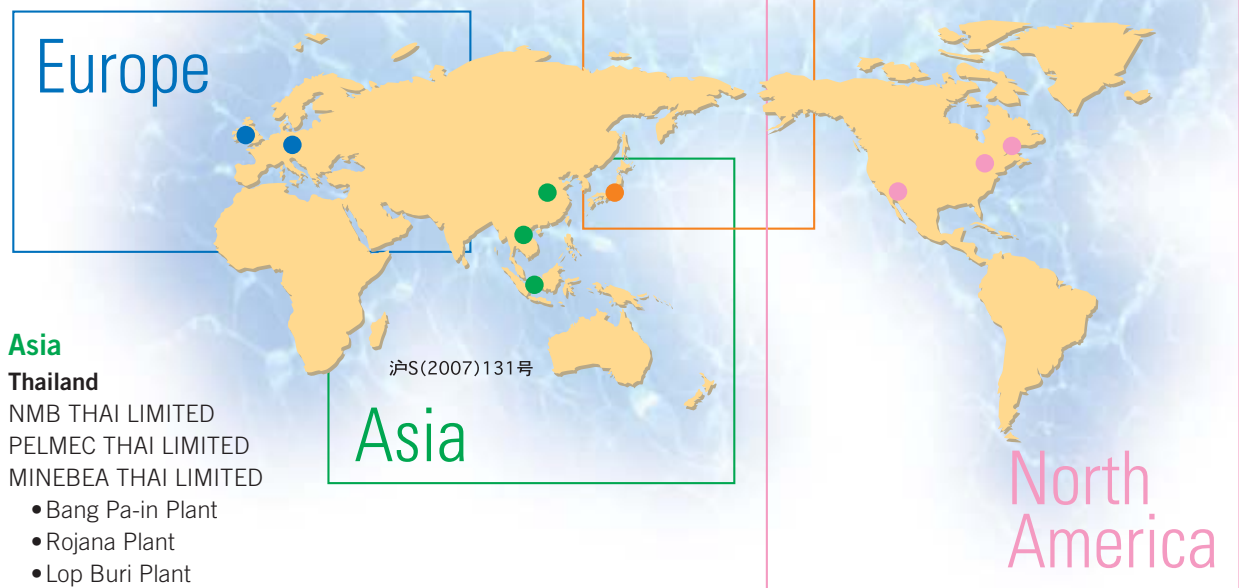 Europe
沪S(2007)131号
Asia
North
America
Asia
Thailand
NMB THAI LIMITED
PELMEC THAI LIMITED
MINEBEA THAI LIMITED
•Bang Pa-in Plant
•Rojana Plant
•Lop Buri Plant